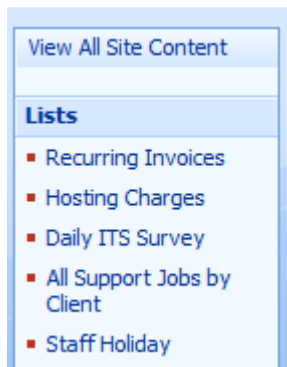 View All Site Content
Lists
Recurring Invoices
Hosting Charges
Daily ITS Survey
All Support Jobs by
Client
Staff Holiday